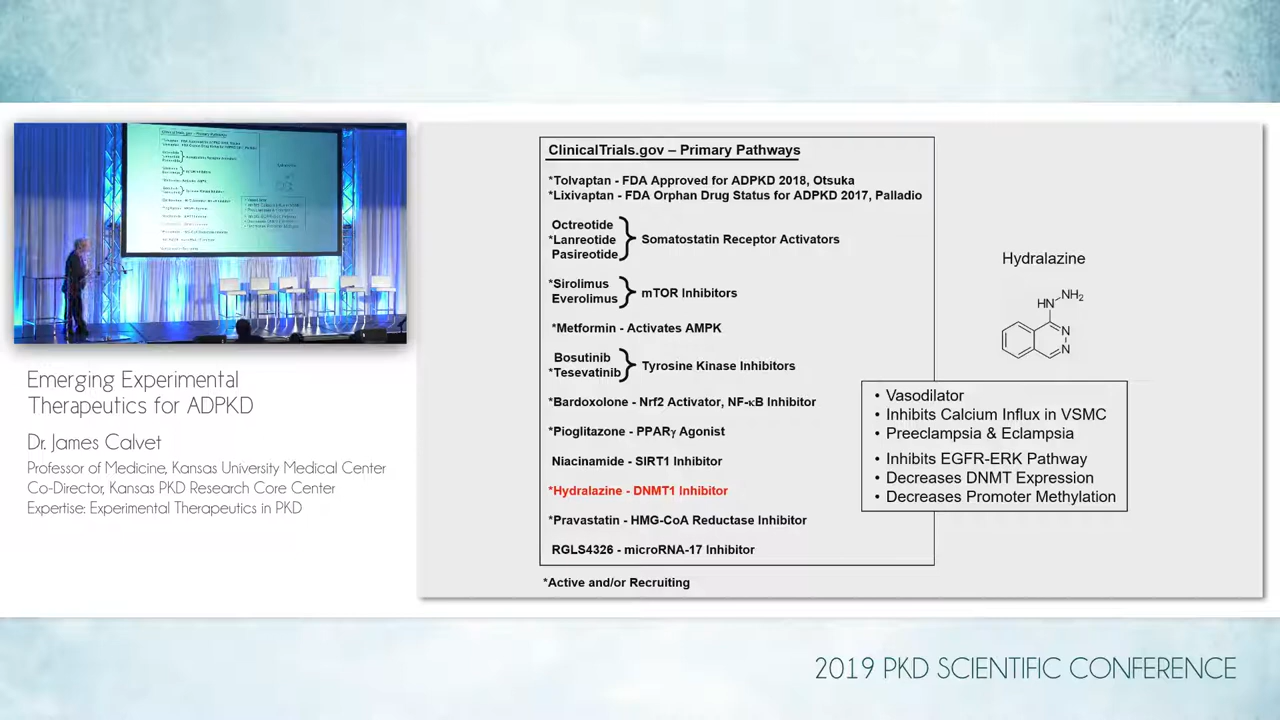 ClinicalTrials.gov – Primary Pathways
*Tolvaptan - FDA Approved for ADPKD 2018, Otsuka
*Lixivaptan - FDA Orphan Drug Status for ADPKD 2017, Palladio
Octreotide
*Lanreotide
Pasireotide
Somatostatin Receptor Activators
*Sirolimus
Everolimus
mTOR Inhibitors
*Metformin - Activates AMPK
Bosutinib
*Tesevatinib
Tyrosine Kinase Inhibitors
*Bardoxolone - Nrf2 Activator, NF-κB Inhibitor
*Pioglitazone - PPARγ Agonist
Niacinamide - SIRT1 Inhibitor
*Hydralazine - DNMT1 Inhibitor
*Pravastatin - HMG-CoA Reductase Inhibitor
RGLS4326 - microRNA-17 Inhibitor
*Active and/or Recruiting
Hydralazine
HN
NH₂
N
N
• Vasodilator
• Inhibits Calcium Influx in VSMC
• Preeclampsia & Eclampsia
• Inhibits EGFR-ERK Pathway
• Decreases DNMT Expression
• Decreases Promoter Methylation
Emerging Experimental
Therapeutics for ADPKD
Dr. James Calvet
Professor of Medicine, Kansas University Medical Center
Co-Director, Kansas PKD Research Core Center
Expertise: Experimental Therapeutics in PKD
2019 PKD SCIENTIFIC CONFERENCE